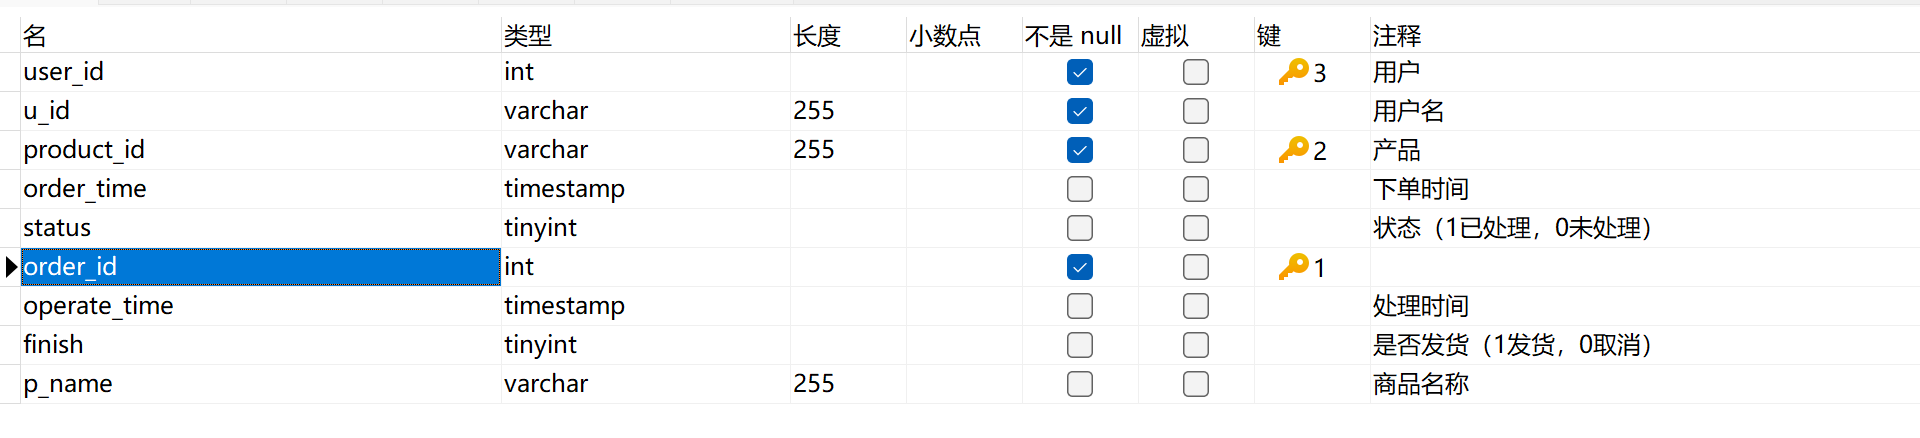 名 类型 长度 小数点 不是 null 虚拟 键 注释
user_id int 3 用户
u_id varchar 255 用户名
product_id varchar 255 2 产品
order_time timestamp 下单时间
status tinyint 状态（1已处理，0未处理）
order_id int 1
operate_time timestamp 处理时间
finish tinyint 是否发货（1发货，0取消）
p_name varchar 255 商品名称